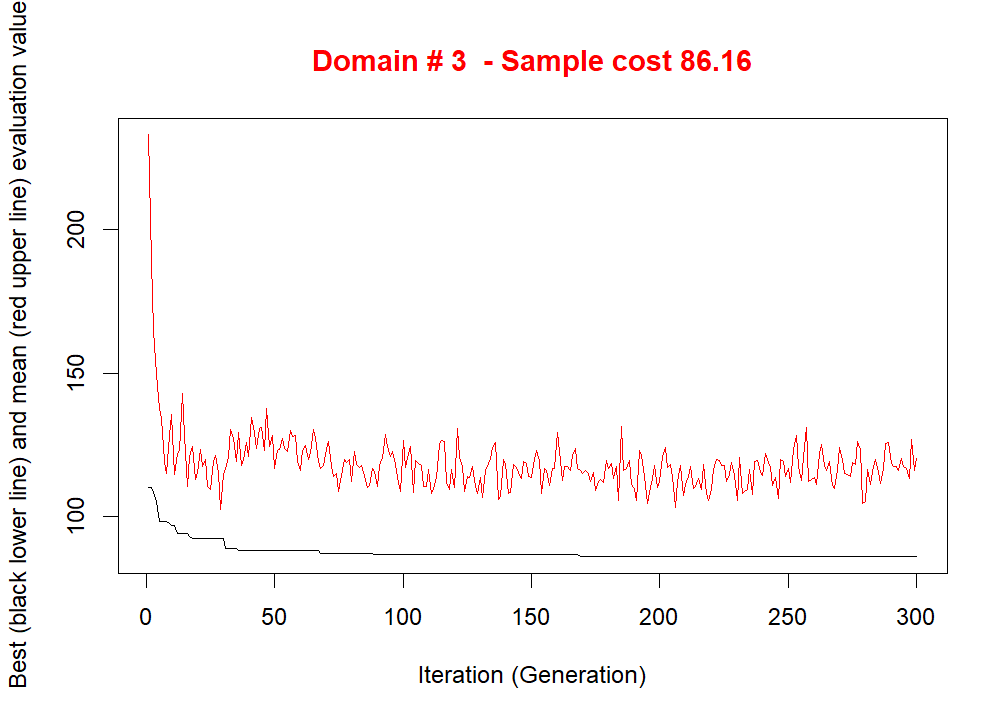 Domain # 3 - Sample cost 86.16
Best (black lower line) and mean (red upper line) evaluation value
200
150
100
0 50 100 150 200 250 300
Iteration (Generation)